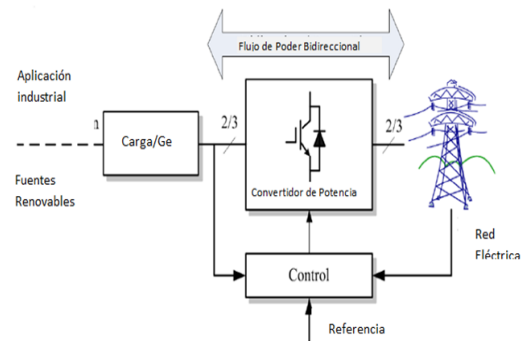 Flujo de Poder Bidireccional
Aplicación
industrial
n
Carga/Ge
2/3
2/3
Convertidor de Potencia
Fuentes
Renovables
Red
Eléctrica
Control
Referencia